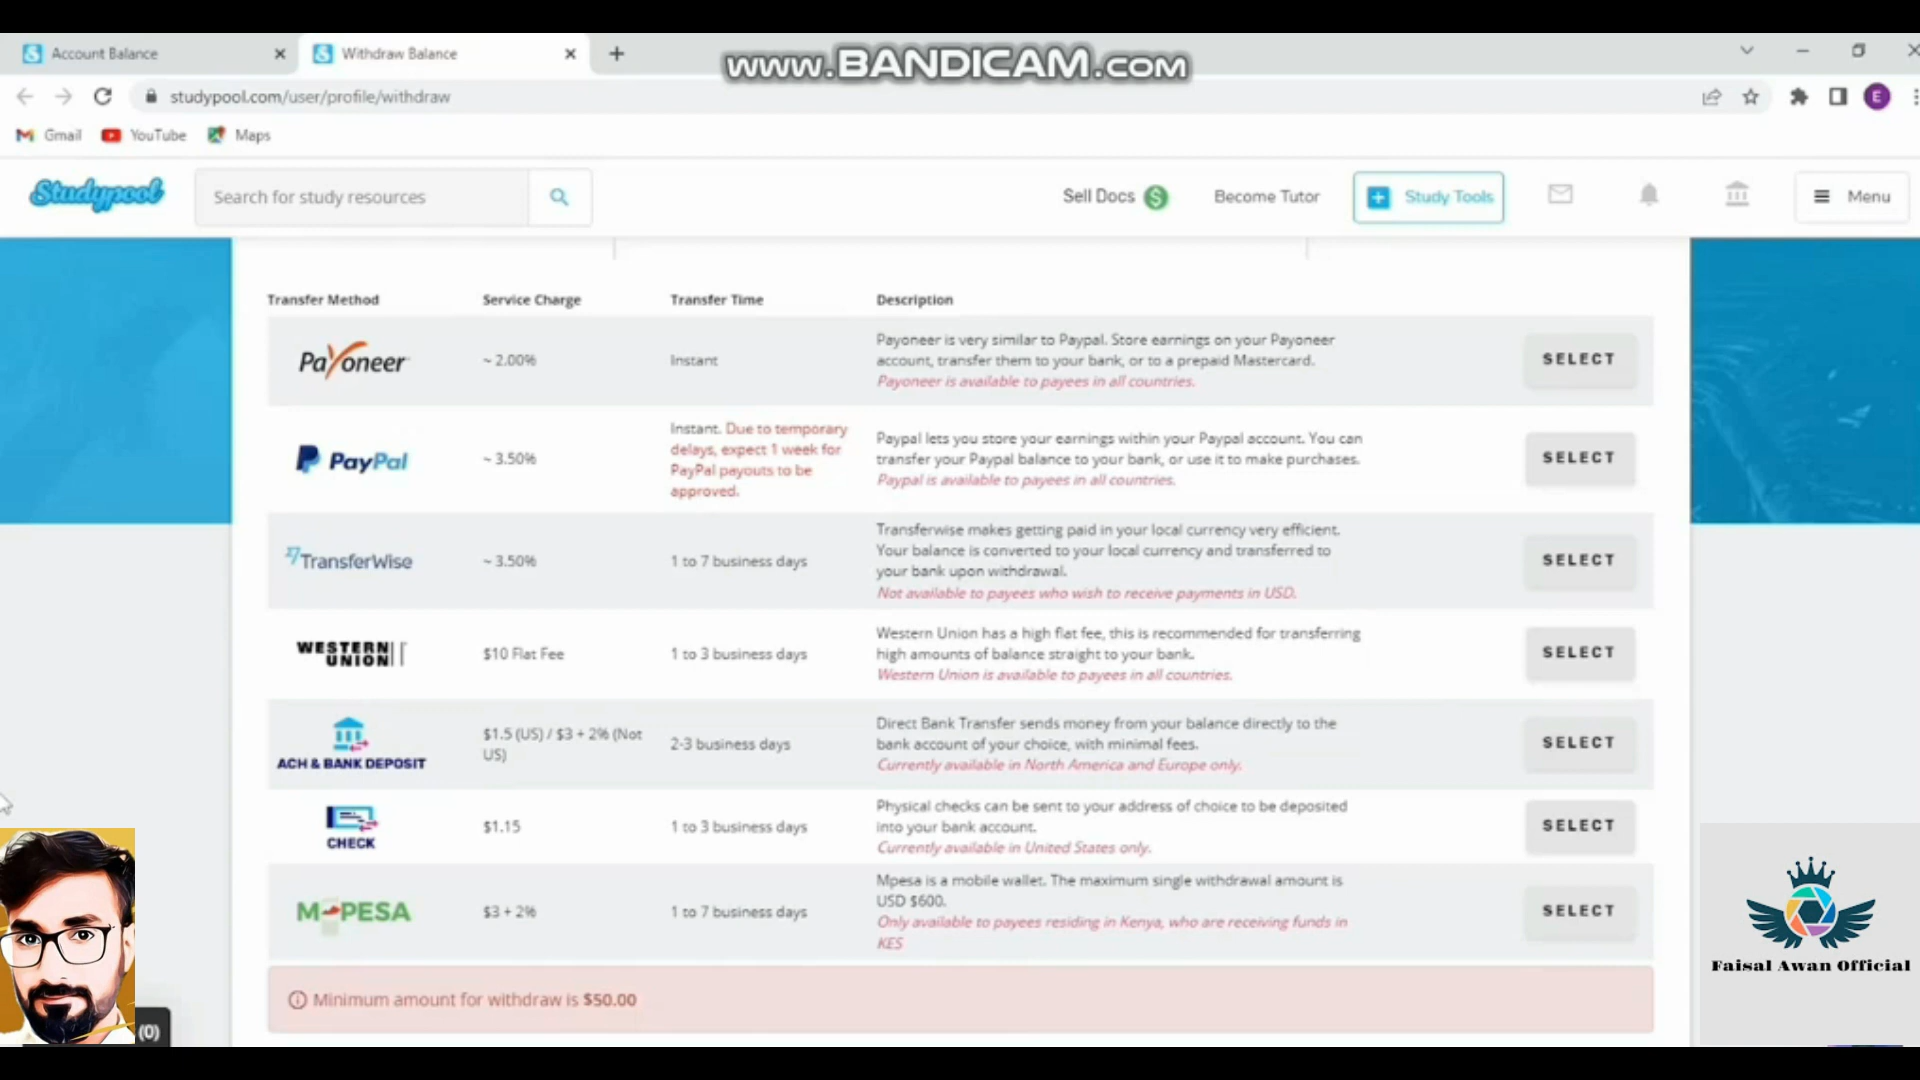 Account Balance
Withdraw Balance
www.BANDICAM.com
studypool.com/user/profile/withdraw
E
Gmail
YouTube
Maps
Studypool
Search for study resources
Sell Docs
Become Tutor
Study Tools
Menu
Transfer Method
Service Charge
Transfer Time
Description
Payoneer
~ 2.00%
Instant
Payoneer is very similar to Paypal. Store earnings on your Payoneer
account, transfer them to your bank, or to a prepaid Mastercard.
Payoneer is available to payees in all countries.
SELECT
PayPal
~ 3.50%
Instant. Due to temporary
delays, expect 1 week for
PayPal payouts to be
approved.
Paypal lets you store your earnings within your Paypal account. You can
transfer your Paypal balance to your bank, or use it to make purchases.
Paypal is available to payees in all countries.
SELECT
TransferWise
~ 3.50%
1 to 7 business days
Transferwise makes getting paid in your local currency very efficient.
Your balance is converted to your local currency and transferred to
your bank upon withdrawal.
Not available to payees who wish to receive payments in USD.
SELECT
WESTERN
UNION
$10 Flat Fee
1 to 3 business days
Western Union has a high flat fee, this is recommended for transferring
high amounts of balance straight to your bank.
Western Union is available to payees in all countries.
SELECT
ACH & BANK DEPOSIT
$1.5 (US) / $3 + 2% (Not
US)
2-3 business days
Direct Bank Transfer sends money from your balance directly to the
bank account of your choice, with minimal fees.
Currently available in North America and Europe only.
SELECT
CHECK
$1.15
1 to 3 business days
Physical checks can be sent to your address of choice to be deposited
into your bank account.
Currently available in United States only.
SELECT
M-PESA
$3 + 2%
1 to 7 business days
Mpesa is a mobile wallet. The maximum single withdrawal amount is
USD $600.
Only available to payees residing in Kenya, who are receiving funds in
KES
SELECT
Minimum amount for withdraw is $50.00
(0)
Faisal Awan Official